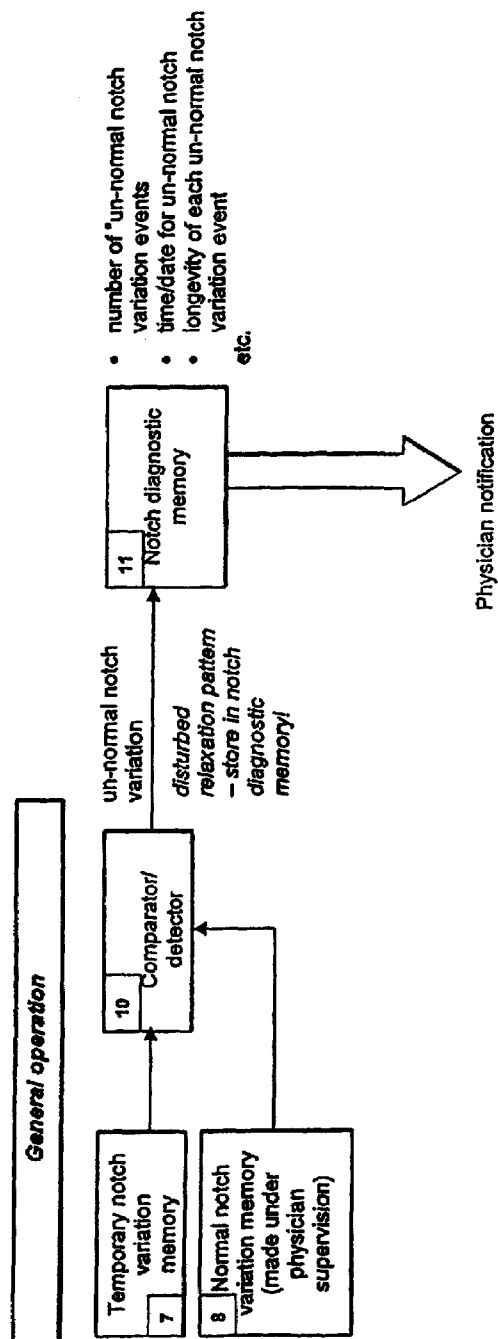 General operation
7
Temporary notch
variation
memory
8
Normal notch
variation memory
(made under
physician
supervision)
10
Comparator/
detector
un-normal notch
variation
disturbed
relaxation pattern
– store in notch
diagnostic
memory!
11
Notch diagnostic
memory
• number of "un-normal notch
variation events
• time/date for un-normal notch
• longevity of each un-normal notch
variation event
etc.
Physician notification